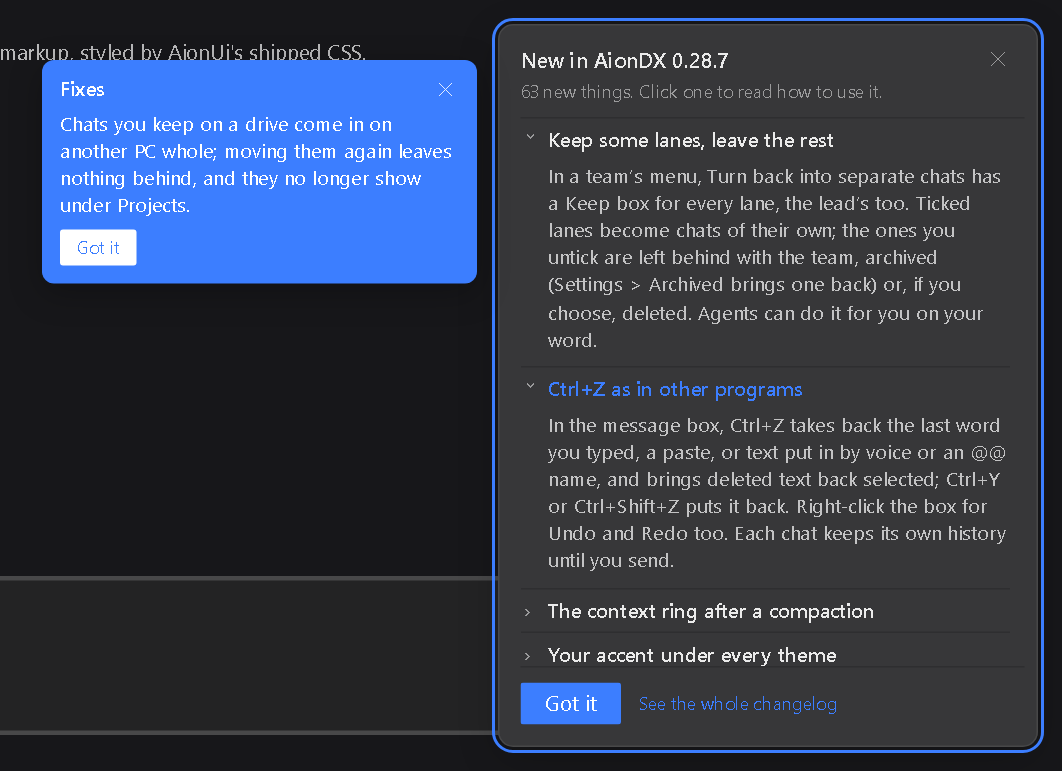 markup, styled by AionUi's shipped CSS.
Fixes
Chats you keep on a drive come in on
another PC whole; moving them again leaves
nothing behind, and they no longer show
under Projects.
Got it
New in AionDX 0.28.7
63 new things. Click one to read how to use it.
Keep some lanes, leave the rest
In a team's menu, Turn back into separate chats has
a Keep box for every lane, the lead's too. Ticked
lanes become chats of their own; the ones you
untick are left behind with the team, archived
(Settings > Archived brings one back) or, if you
choose, deleted. Agents can do it for you on your
word.
Ctrl+Z as in other programs
In the message box, Ctrl+Z takes back the last word
you typed, a paste, or text put in by voice or an @@
name, and brings deleted text back selected; Ctrl+Y
or Ctrl+Shift+Z puts it back. Right-click the box for
Undo and Redo too. Each chat keeps its own history
until you send.
The context ring after a compaction
Your accent under every theme
Got it
See the whole changelog